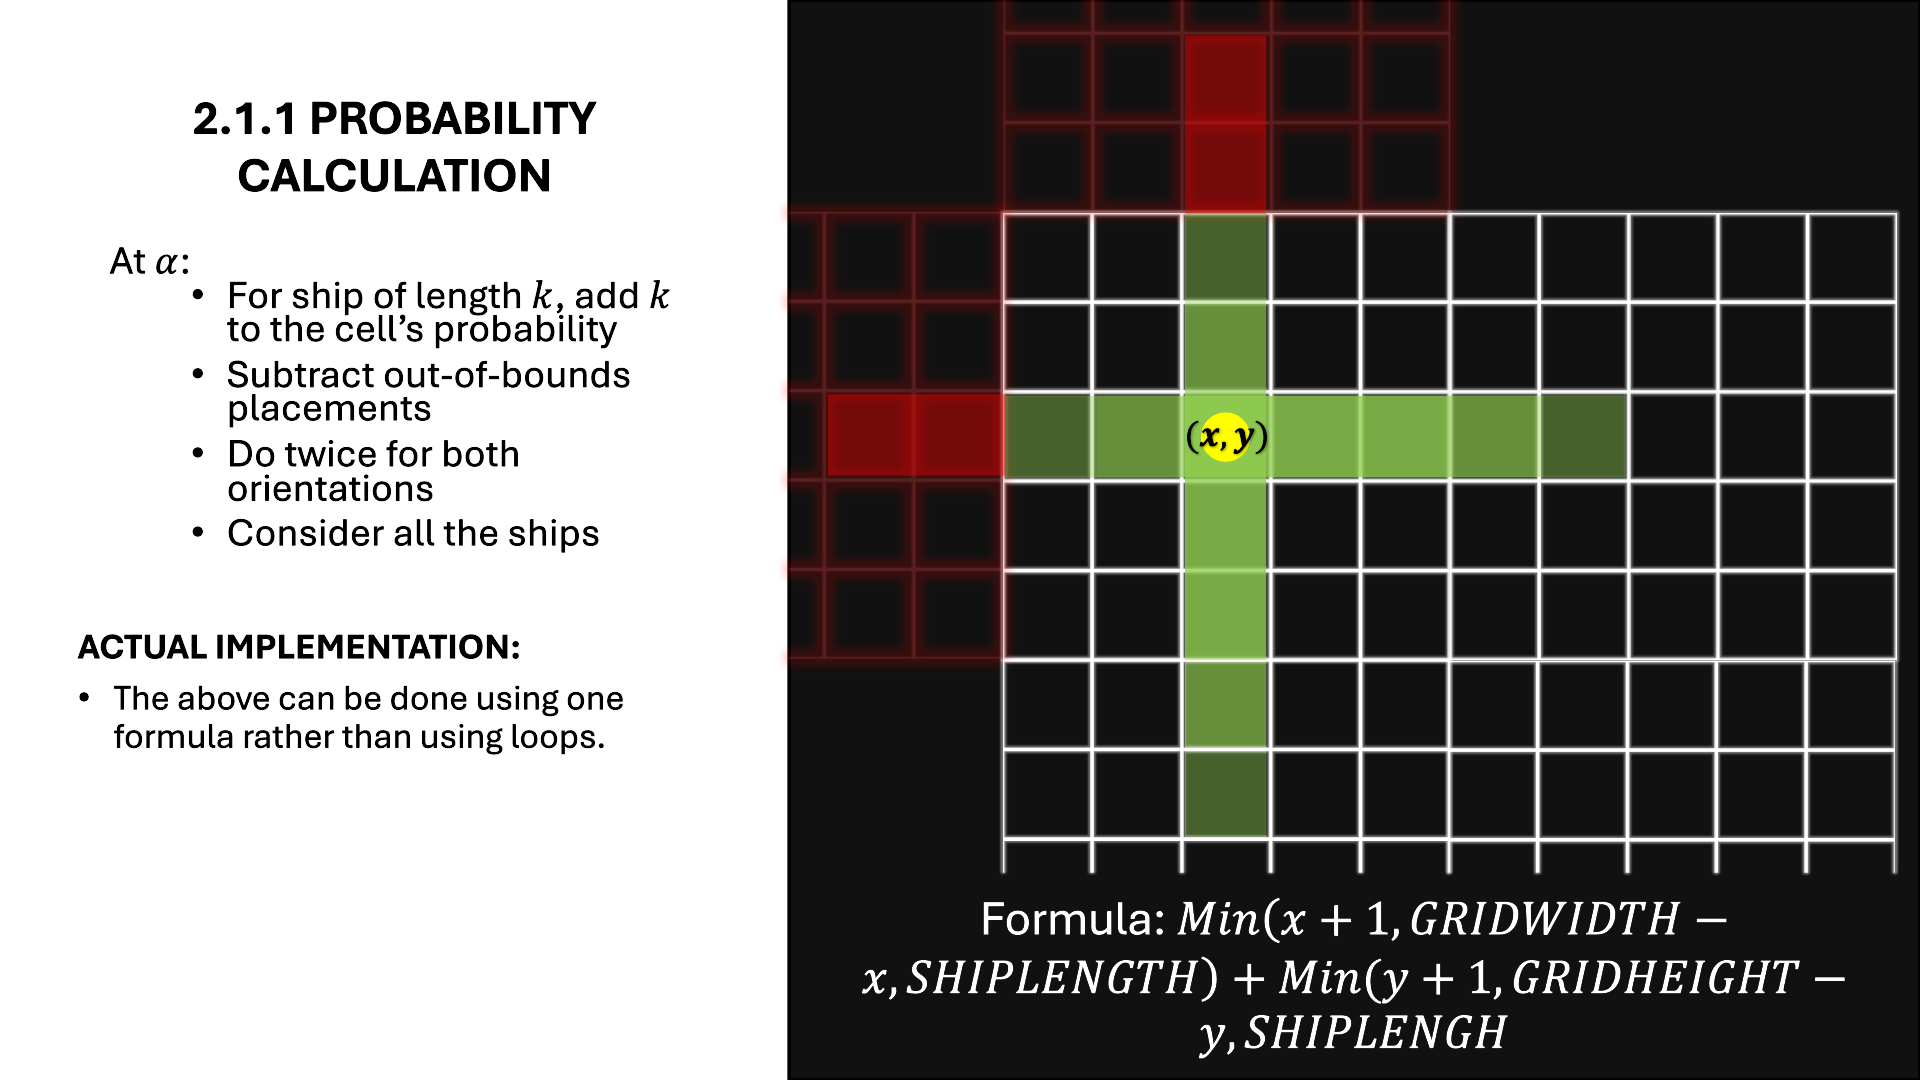 2.1.1 PROBABILITY
CALCULATION
At 𝛼:
• For ship of length 𝑘, add 𝑘
to the cell’s probability
• Subtract out-of-bounds
placements
• Do twice for both
orientations
• Consider all the ships
ACTUAL IMPLEMENTATION:
• The above can be done using one
formula rather than using loops.
(x, y)
Formula: Min(x + 1, GRIDWIDTH −
x, SHIPLENGTH) + Min(y + 1, GRIDHEIGHT −
y, SHIPLENGH